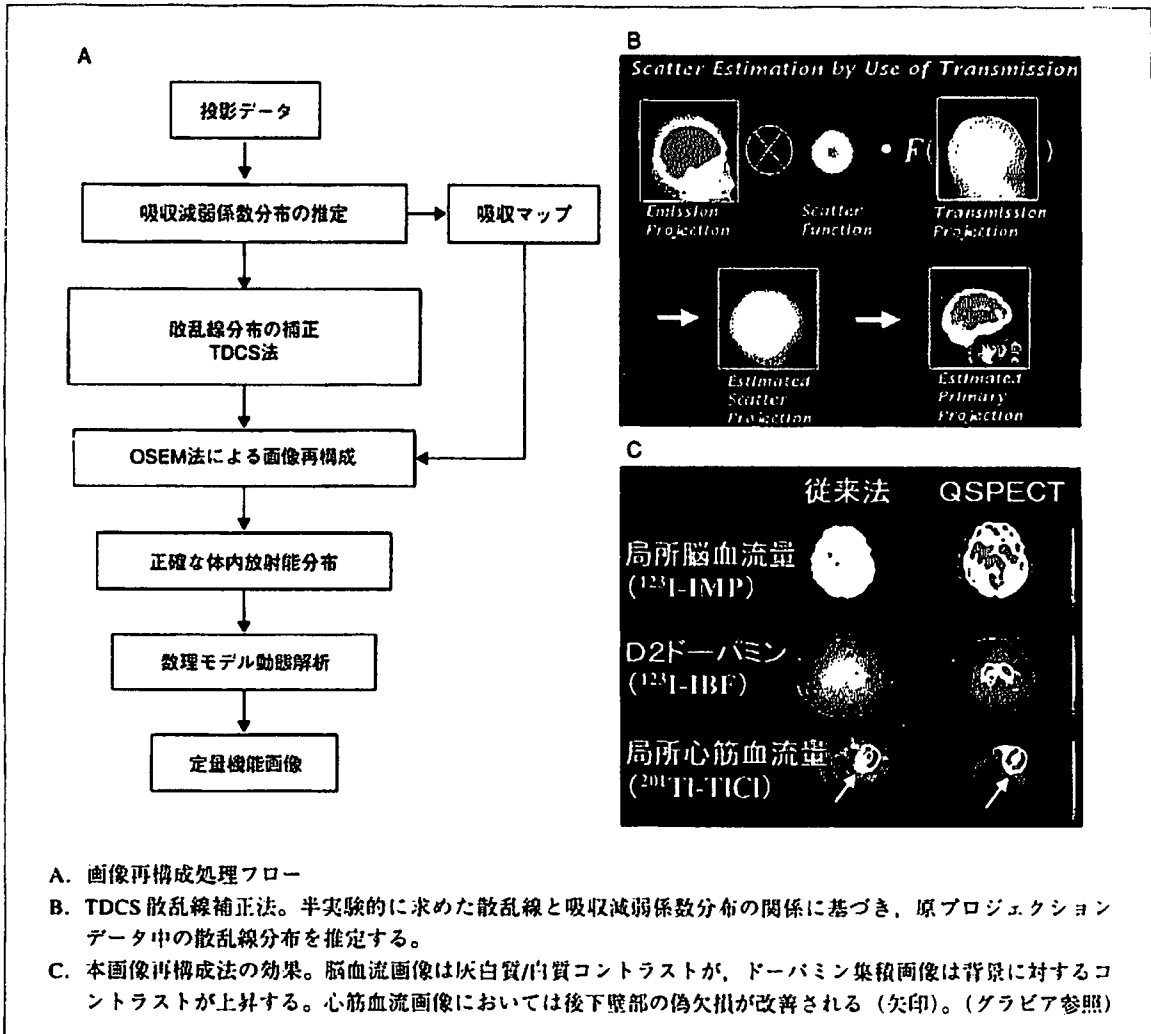 A
投影データ
吸収減弱係数分布の推定
吸収マップ
散乱線分布の補正
TDCS法
OSEM法による画像再構成
正確な体内放射能分布
数理モデル動態解析
定量機能画像
B
Scatter Estimation by Use of Transmission
F( )
Emission
Projection
Scatter
Function
Transmission
Projection
Estimated
Scatter
Projection
Estimated
Primary
Projection
C
従来法 QSPECT
局所脳血流量
(¹²³I-IMP)
D2ドーパミン
(¹²³I-IBF)
局所心筋血流量
(²⁰¹Tl-TlCl)
A. 画像再構成処理フロー
B. TDCS 散乱線補正法。半実験的に求めた散乱線と吸収減弱係数分布の関係に基づき，原プロジェクション
データ中の散乱線分布を推定する。
C. 本画像再構成法の効果。脳血流画像は灰白質/白質コントラストが，ドーパミン集積画像は背景に対するコ
ントラストが上昇する。心筋血流画像においては後下壁部の偽欠損が改善される（矢印）。(グラビア参照)